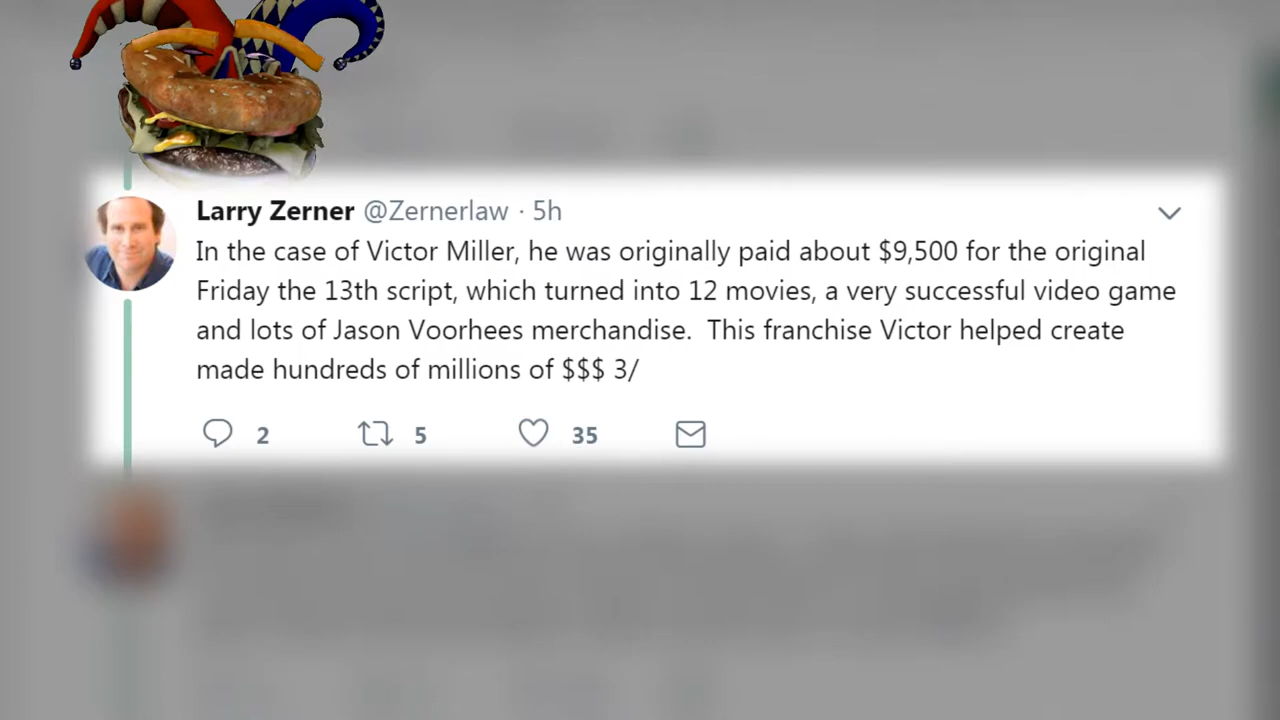 Larry Zerner @Zernerlaw · 5h
In the case of Victor Miller, he was originally paid about $9,500 for the original
Friday the 13th script, which turned into 12 movies, a very successful video game
and lots of Jason Voorhees merchandise.  This franchise Victor helped create
made hundreds of millions of $$$ 3/
2 5 35